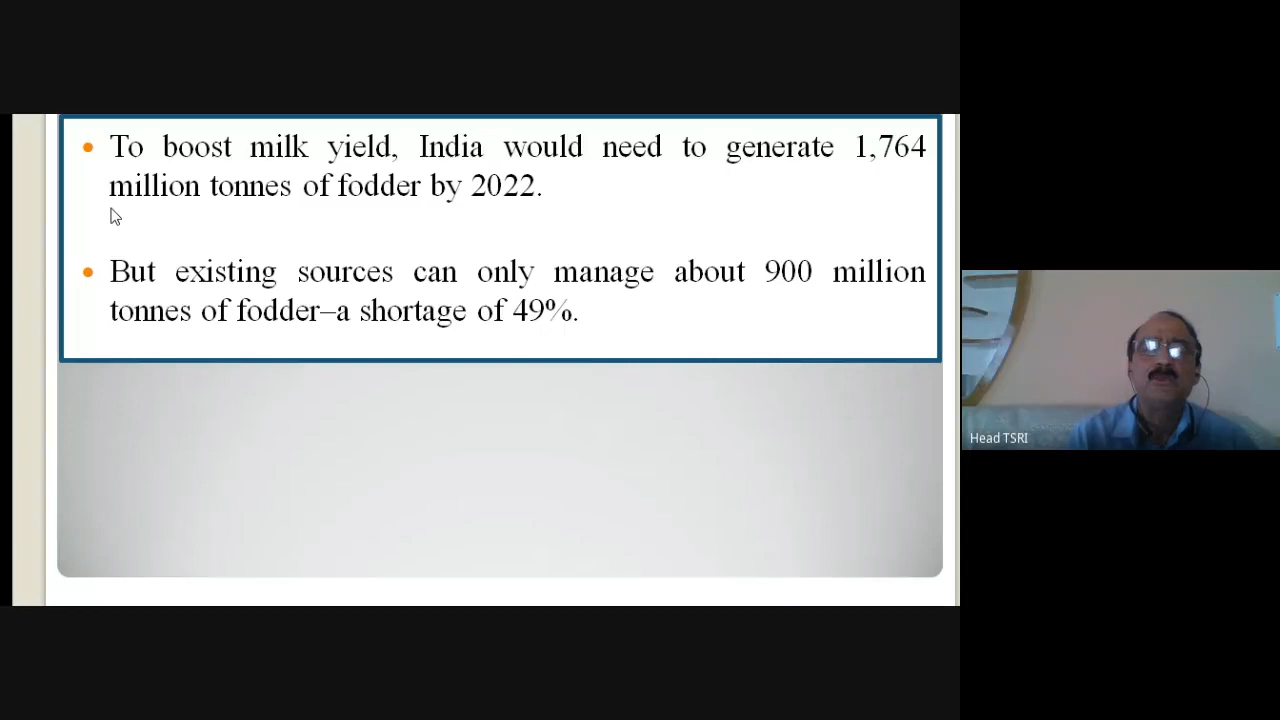 • To boost milk yield, India would need to generate 1,764
million tonnes of fodder by 2022.
• But existing sources can only manage about 900 million
tonnes of fodder–a shortage of 49%.
Head TSRI